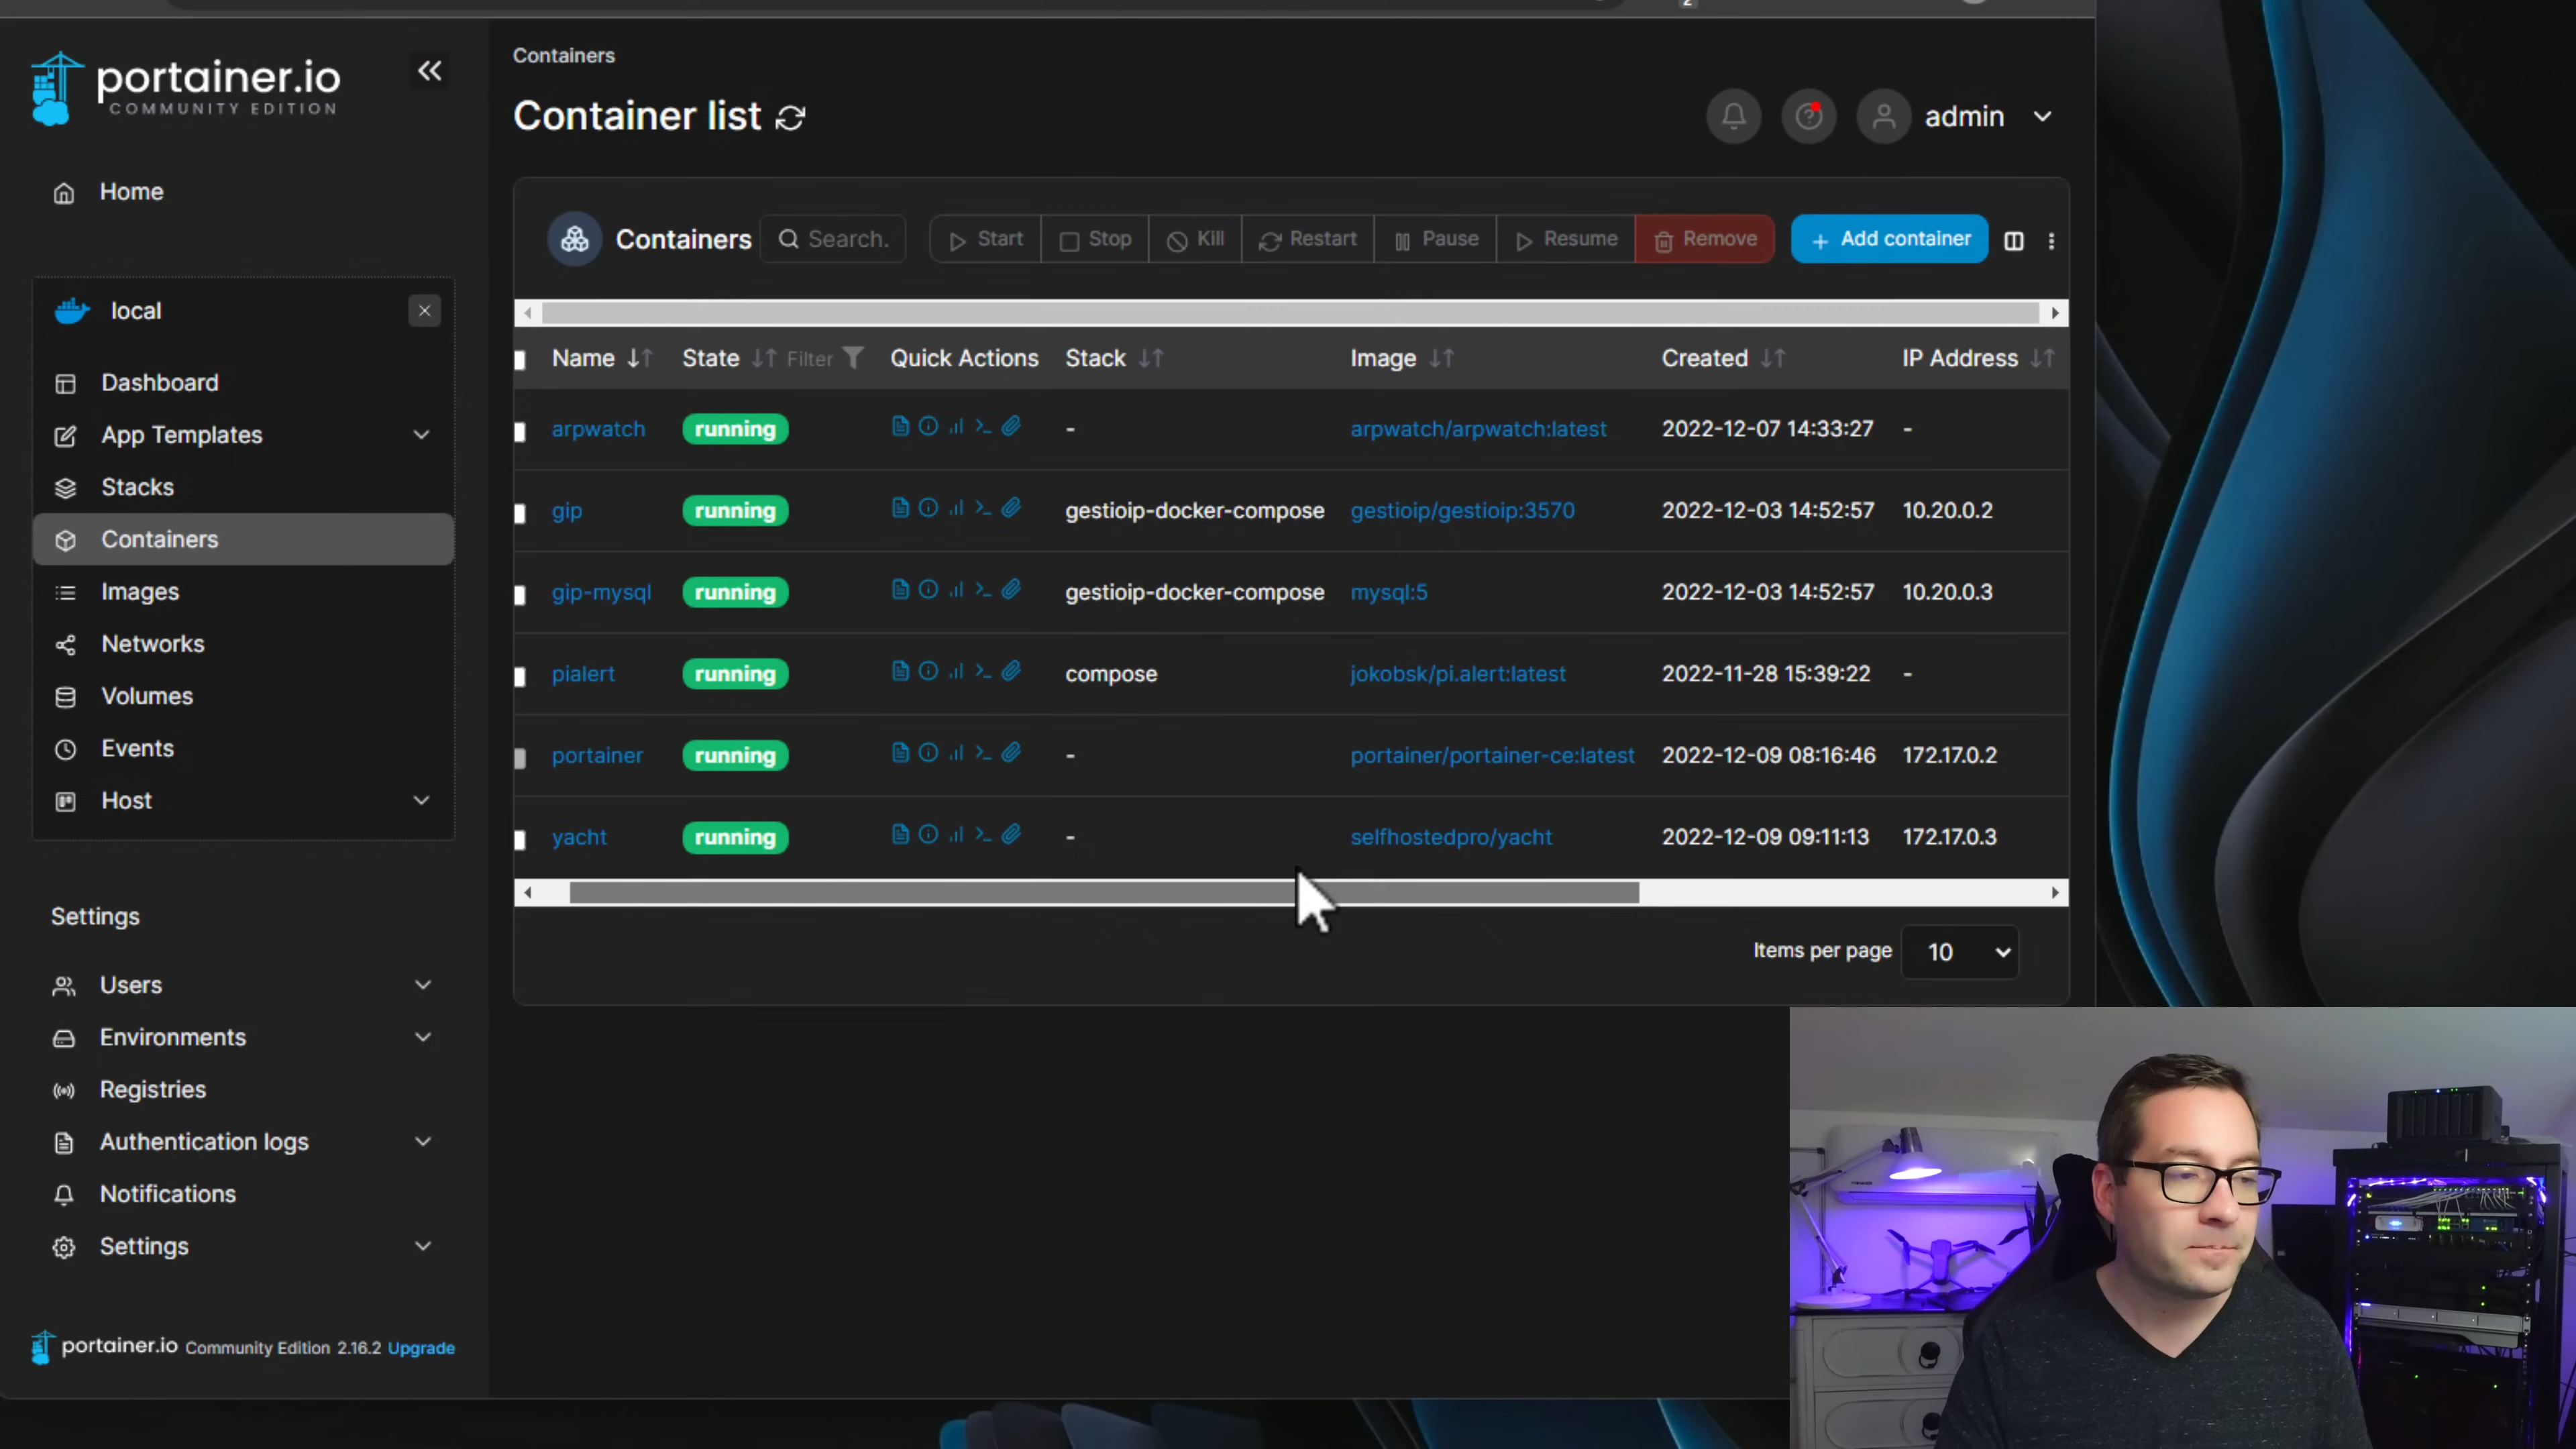 2
portainer.io
COMMUNITY EDITION
Home
local
Dashboard
App Templates
Stacks
Containers
Images
Networks
Volumes
Events
Host
Settings
Users
Environments
Registries
Authentication logs
Notifications
Settings
portainer.io Community Edition 2.16.2 Upgrade
Containers
Container list
admin
Containers Search. Start Stop Kill Restart Pause Resume Remove + Add container
Name State Filter Quick Actions Stack Image Created IP Address
arpwatch running - arpwatch/arpwatch:latest 2022-12-07 14:33:27 -
gip running gestioip-docker-compose gestioip/gestioip:3570 2022-12-03 14:52:57 10.20.0.2
gip-mysql running gestioip-docker-compose mysql:5 2022-12-03 14:52:57 10.20.0.3
pialert running compose jokobsk/pi.alert:latest 2022-11-28 15:39:22 -
portainer running - portainer/portainer-ce:latest 2022-12-09 08:16:46 172.17.0.2
yacht running - selfhostedpro/yacht 2022-12-09 09:11:13 172.17.0.3
Items per page 10